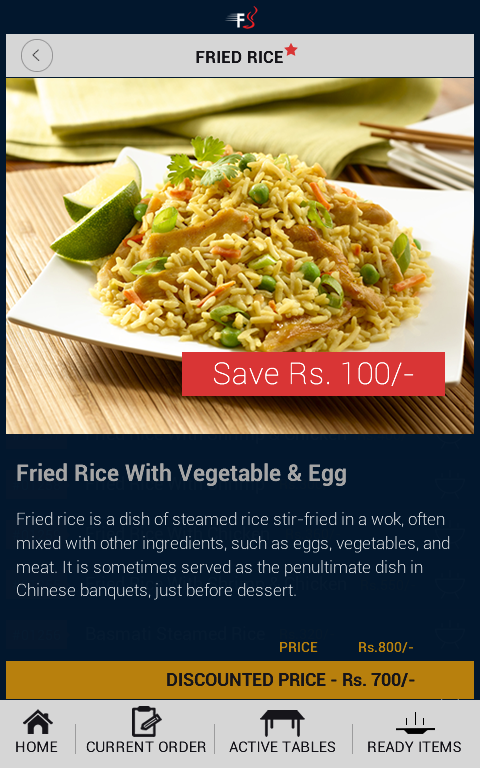 FS
FRIED RICE
Save Rs. 100/-
Fried Rice With Vegetable & Egg
Fried rice is a dish of steamed rice stir-fried in a wok, often
mixed with other ingredients, such as eggs, vegetables, and
meat. It is sometimes served as the penultimate dish in
Chinese banquets, just before dessert.
Basmati Steamed Rice
PRICE Rs.800/-
DISCOUNTED PRICE - Rs. 700/-
HOME CURRENT ORDER ACTIVE TABLES READY ITEMS